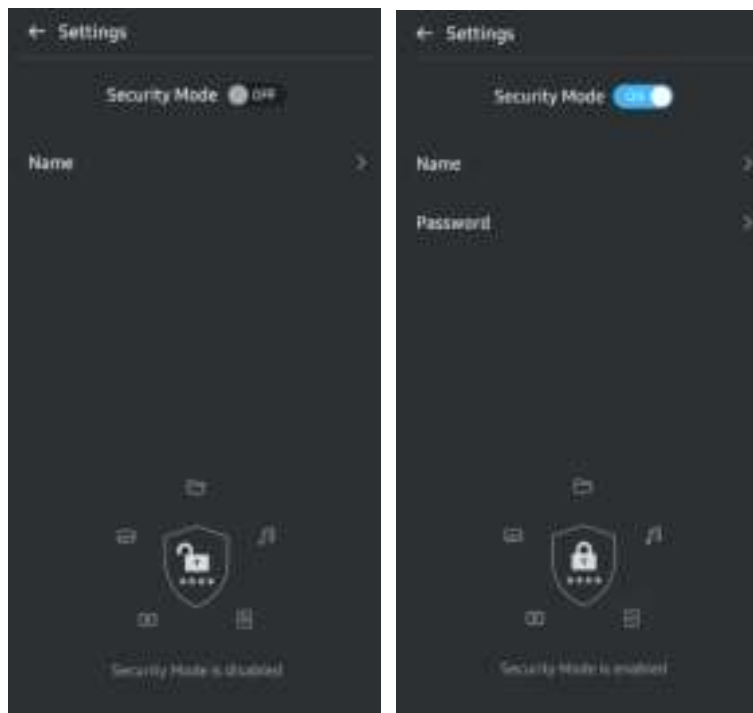 ← Settings
Security Mode OFF
Name
Security Mode is disabled
← Settings
Security Mode ON
Name
Password
Security Mode is enabled